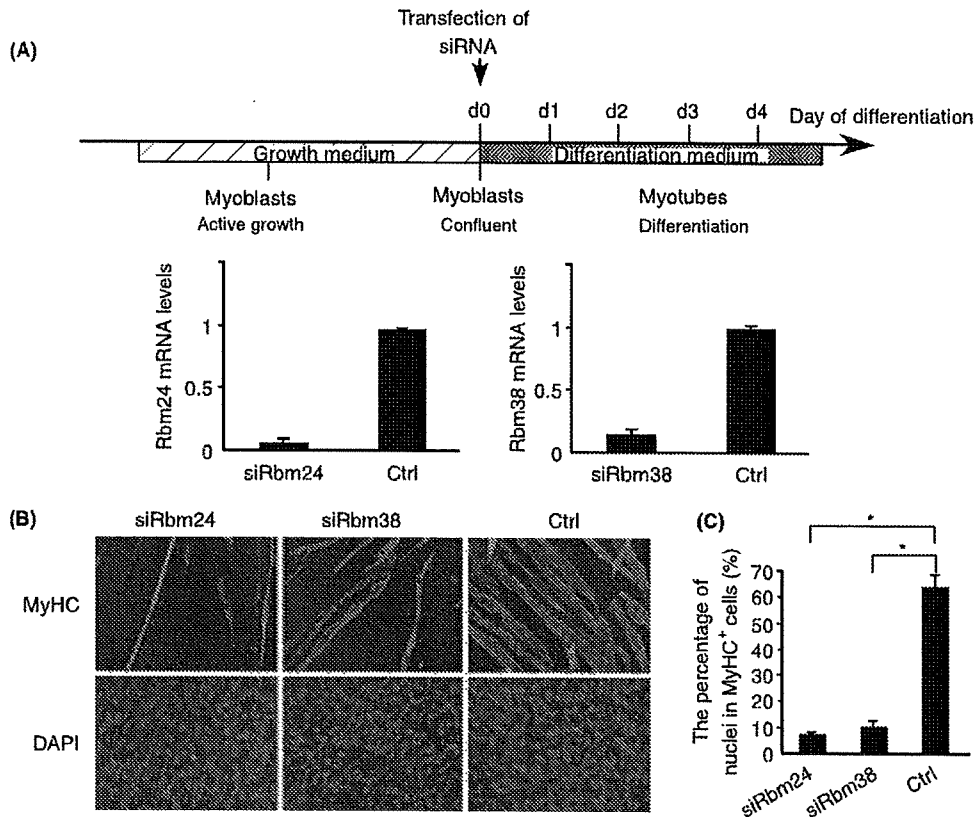 (A)
Transfection of
siRNA
d0 d1 d2 d3 d4
Day of differentiation
Growth medium
Differentiation medium
Myoblasts
Active growth
Myoblasts
Confluent
Myotubes
Differentiation
Rbm24 mRNA levels
1
0.5
0
siRbm24 Ctrl
Rbm38 mRNA levels
1
0.5
0
siRbm38 Ctrl
(B)
siRbm24 siRbm38 Ctrl
MyHC
DAPI
(C)
*
*
The percentage of
nuclei in MyHC+ cells (%)
70
60
50
40
30
20
10
0
siRbm24 siRbm38 Ctrl